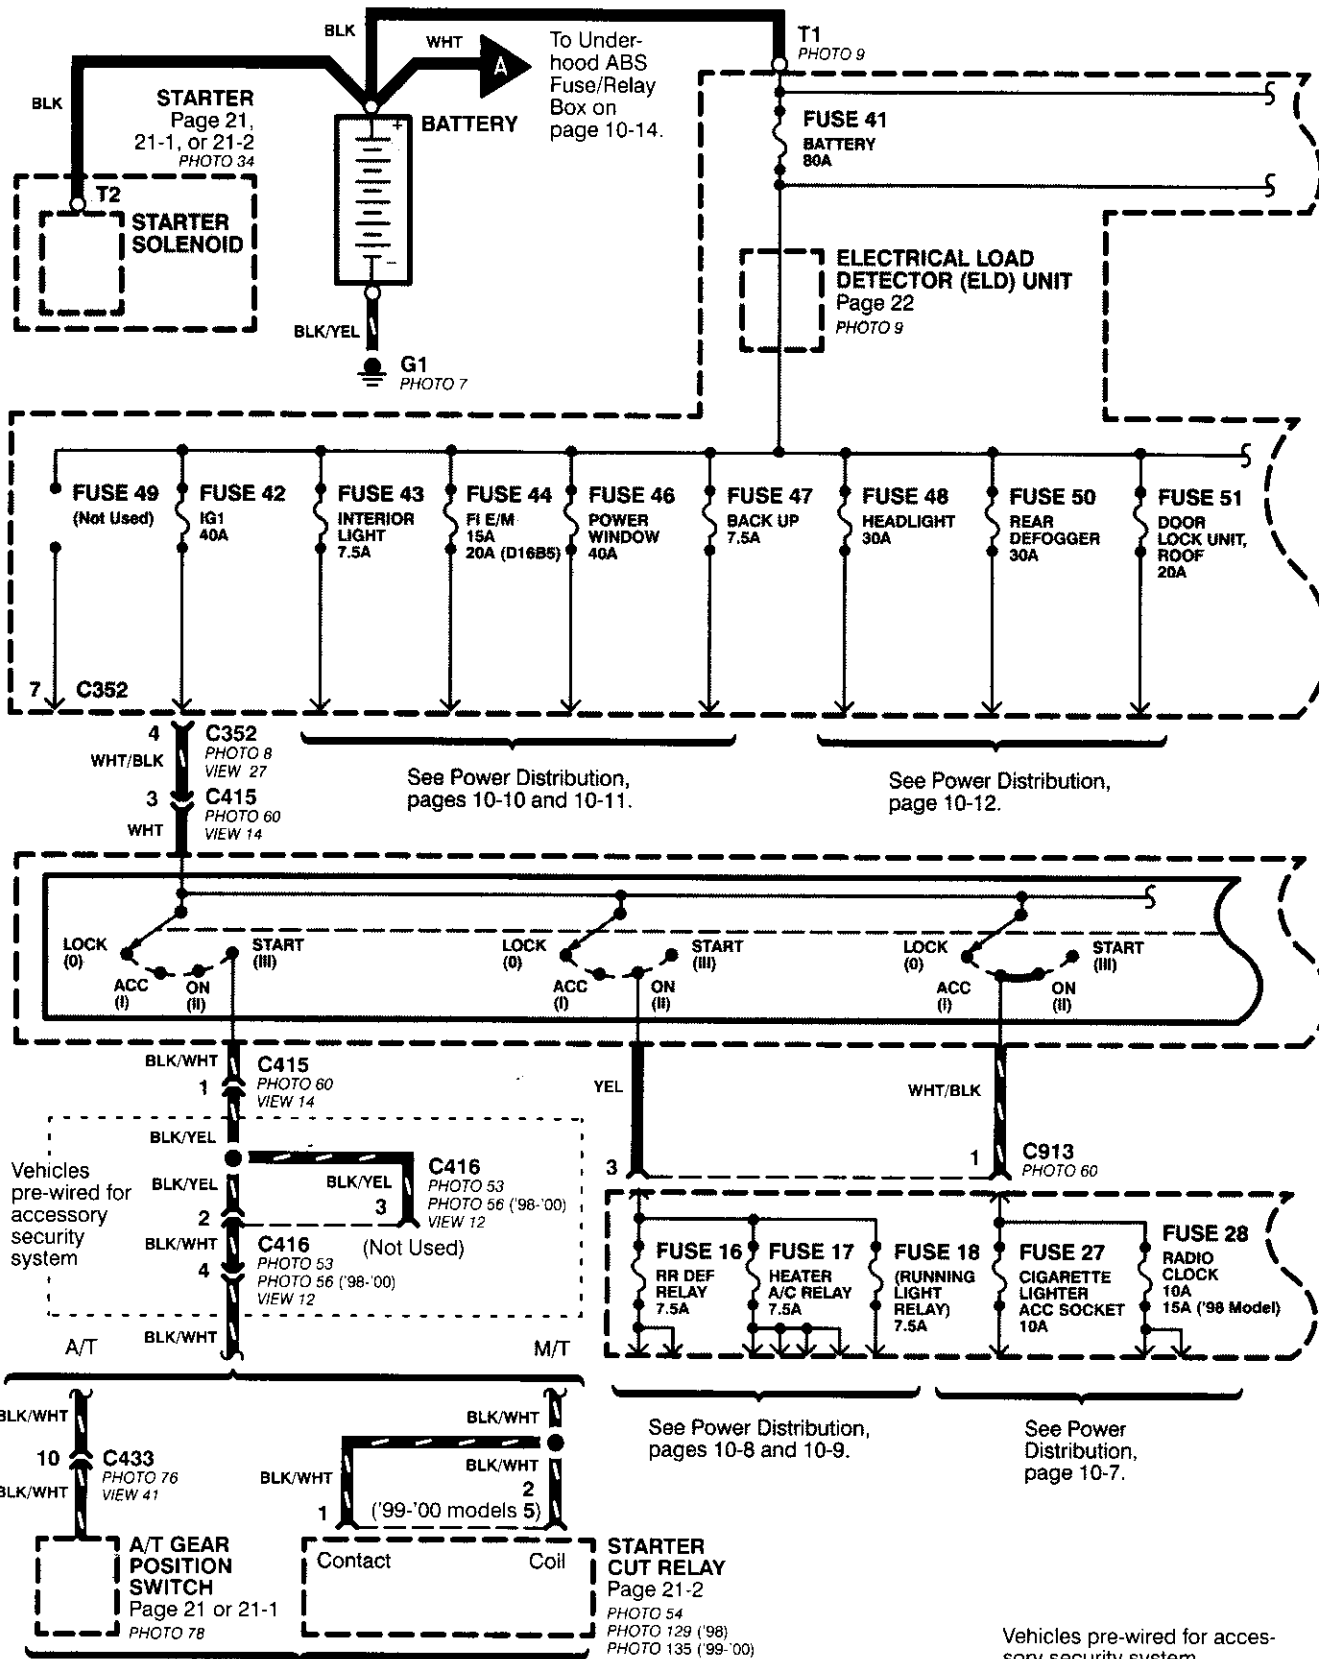 BLK
WHT
A
To Under-
hood ABS
Fuse/Relay
Box on
page 10-14.
T1
PHOTO 9
BLK
STARTER
Page 21,
21-1, or 21-2
PHOTO 34
+
BATTERY
−
FUSE 41
BATTERY
80A
T2
STARTER
SOLENOID
ELECTRICAL LOAD
DETECTOR (ELD) UNIT
Page 22
PHOTO 9
BLK/YEL
G1
PHOTO 7
FUSE 49
(Not Used)
FUSE 42
IG1
40A
FUSE 43
INTERIOR
LIGHT
7.5A
FUSE 44
FI E/M
15A
20A (D16B5)
FUSE 46
POWER
WINDOW
40A
FUSE 47
BACK UP
7.5A
FUSE 48
HEADLIGHT
30A
FUSE 50
REAR
DEFOGGER
30A
FUSE 51
DOOR
LOCK UNIT,
ROOF
20A
7 C352
4 C352
PHOTO 8
VIEW 27
WHT/BLK
3 C415
PHOTO 60
VIEW 14
WHT
See Power Distribution,
pages 10-10 and 10-11.
See Power Distribution,
page 10-12.
LOCK
(0)
ACC
(I)
ON
(II)
START
(III)
LOCK
(0)
ACC
(I)
ON
(II)
START
(III)
LOCK
(0)
ACC
(I)
ON
(II)
START
(III)
BLK/WHT
1 C415
PHOTO 60
VIEW 14
YEL
WHT/BLK
3
1 C913
PHOTO 60
Vehicles
pre-wired for
accessory
security
system
BLK/YEL
BLK/YEL
BLK/YEL
3
C416
PHOTO 53
PHOTO 56 ('98-'00)
VIEW 12
(Not Used)
2
BLK/WHT
4
C416
PHOTO 53
PHOTO 56 ('98-'00)
VIEW 12
FUSE 16
RR DEF
RELAY
7.5A
FUSE 17
HEATER
A/C RELAY
7.5A
FUSE 18
(RUNNING
LIGHT
RELAY)
7.5A
FUSE 27
CIGARETTE
LIGHTER
ACC SOCKET
10A
FUSE 28
RADIO
CLOCK
10A
15A ('98 Model)
A/T
BLK/WHT
M/T
See Power Distribution,
pages 10-8 and 10-9.
See Power
Distribution,
page 10-7.
BLK/WHT
10 C433
PHOTO 76
VIEW 41
BLK/WHT
BLK/WHT
BLK/WHT
BLK/WHT
1
2
('99-'00 models 5)
A/T GEAR
POSITION
SWITCH
Page 21 or 21-1
PHOTO 78
Contact
Coil
STARTER
CUT RELAY
Page 21-2
PHOTO 54
PHOTO 129 ('98)
PHOTO 135 ('99-'00)
Vehicles pre-wired for acces-
sory security system